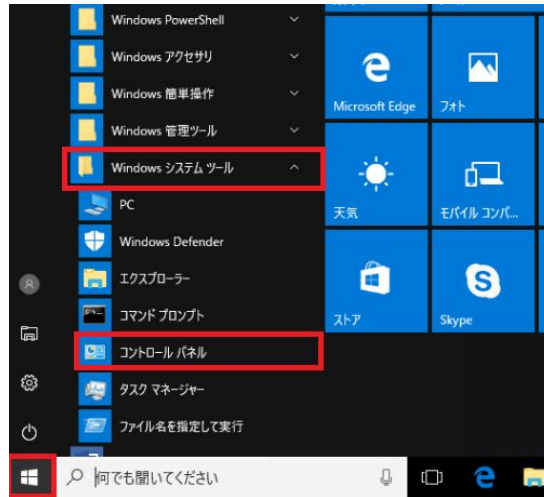 Windows PowerShell
Windows アクセサリ
Windows 簡単操作
Windows 管理ツール
Windows システム ツール
PC
Windows Defender
エクスプローラー
コマンド プロンプト
コントロール パネル
タスク マネージャー
ファイル名を指定して実行
Microsoft Edge
フォト
天気
モバイル コンパ...
ストア
Skype
何でも聞いてください